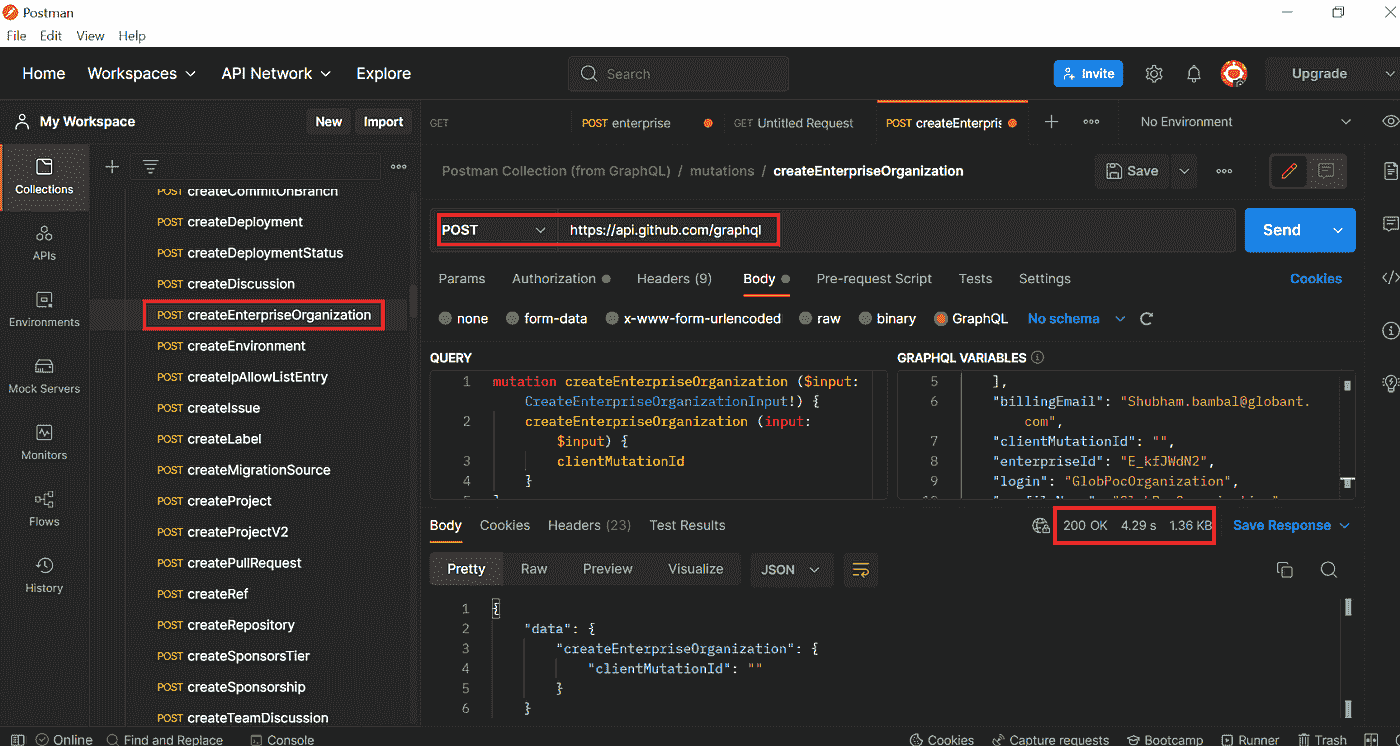 Postman
File Edit View Help
Home Workspaces API Network Explore Search Invite Upgrade
My Workspace New Import
GET POST enterprise GET Untitled Request POST createEnterpris No Environment
Collections
APIs
Environments
Mock Servers
Monitors
Flows
History
POST createCommitOnBranch
POST createDeployment
POST createDeploymentStatus
POST createDiscussion
POST createEnterpriseOrganization
POST createEnvironment
POST createIpAllowListEntry
POST createIssue
POST createLabel
POST createMigrationSource
POST createProject
POST createProjectV2
POST createPullRequest
POST createRef
POST createRepository
POST createSponsorsTier
POST createSponsorship
POST createTeamDiscussion
Postman Collection (from GraphQL) / mutations / createEnterpriseOrganization Save
POST https://api.github.com/graphql Send
Params Authorization Headers (9) Body Pre-request Script Tests Settings Cookies
none form-data x-www-form-urlencoded raw binary GraphQL No schema
QUERY
1 mutation createEnterpriseOrganization ($input:
CreateEnterpriseOrganizationInput!) {
2 createEnterpriseOrganization (input:
$input) {
3 clientMutationId
4 }
GRAPHQL VARIABLES
5 ],
6 "billingEmail": "Shubham.bambal@globant.
com",
7 "clientMutationId": "",
8 "enterpriseId": "E_kfJWdN2",
9 "login": "GlobPocOrganization",
Body Cookies Headers (23) Test Results 200 OK 4.29 s 1.36 KB Save Response
Pretty Raw Preview Visualize JSON
1 {
2 "data": {
3 "createEnterpriseOrganization": {
4 "clientMutationId": ""
5 }
6 }
Online Find and Replace Console Cookies Capture requests Bootcamp Runner Trash